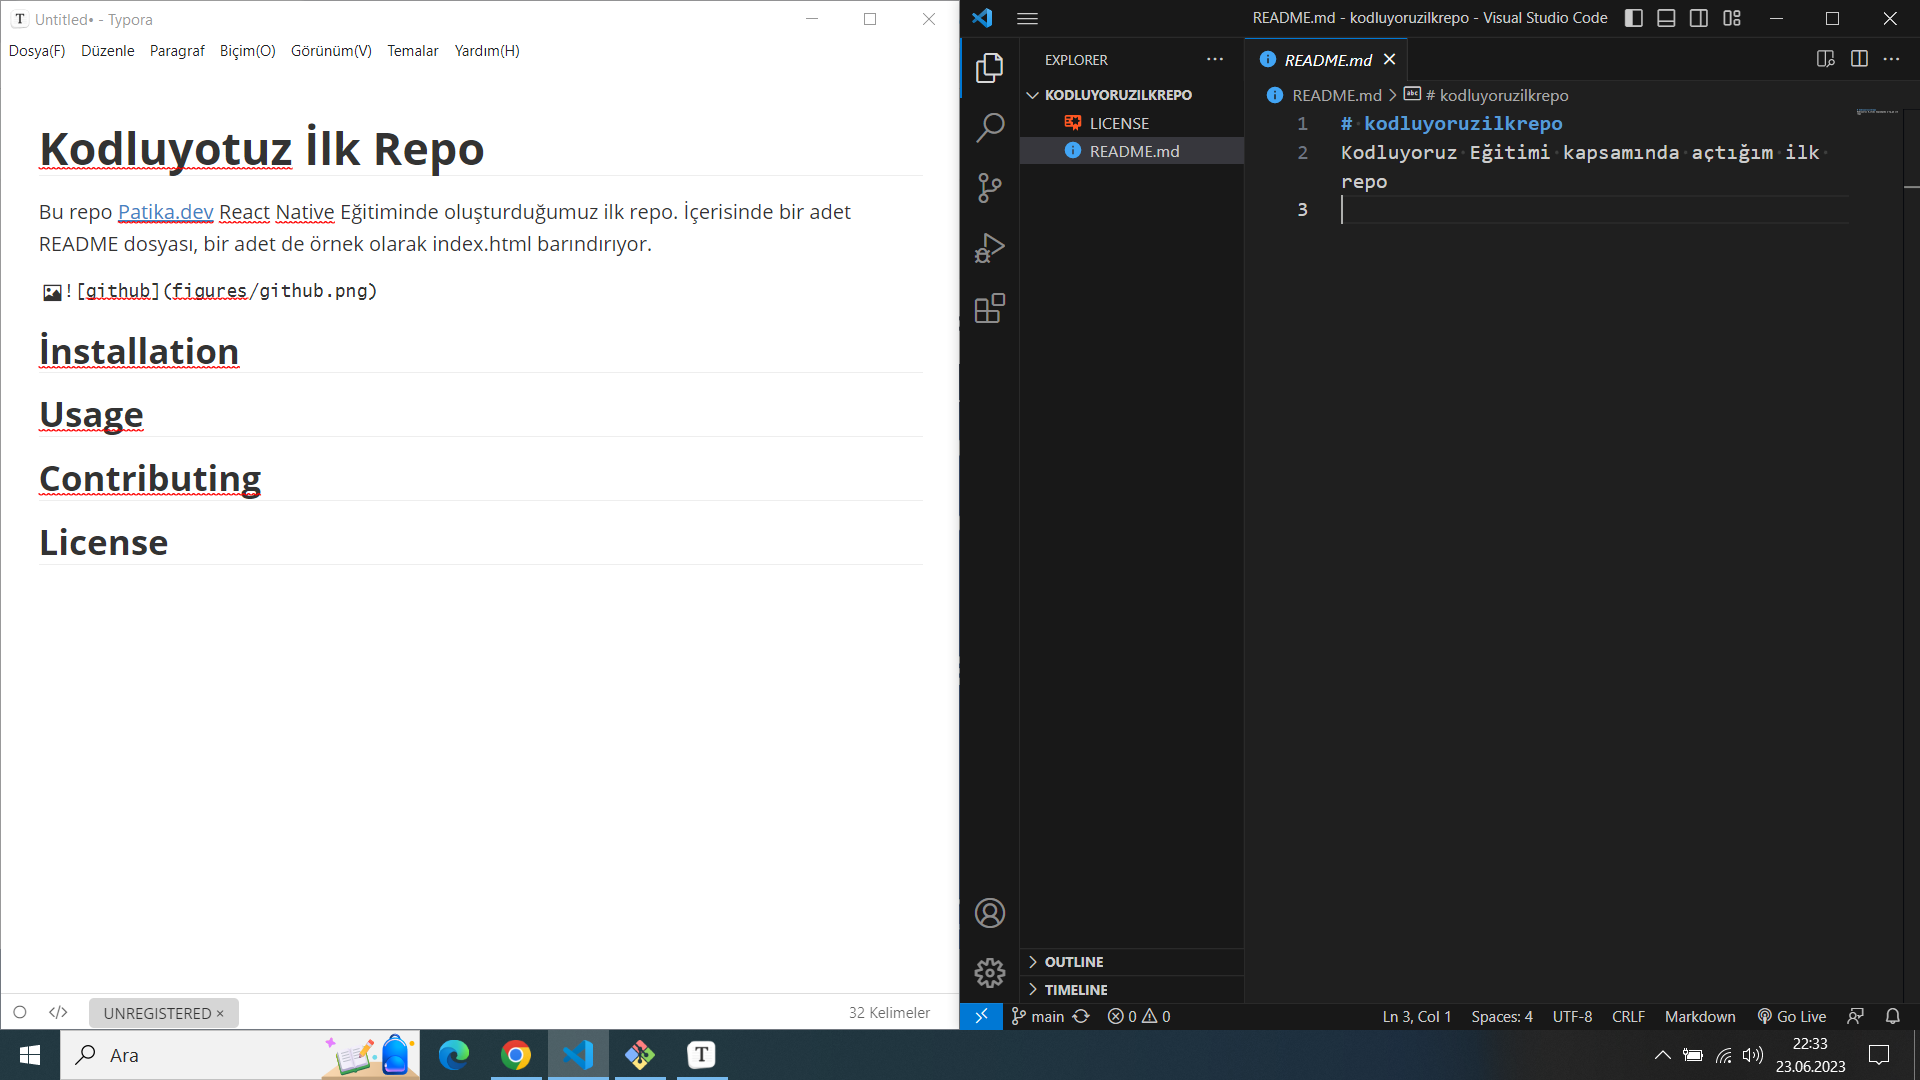 T Untitled• - Typora
Dosya(F) Düzenle Paragraf Biçim(O) Görünüm(V) Temalar Yardım(H)
Kodluyotuz İlk Repo
Bu repo Patika.dev React Native Eğitiminde oluşturduğumuz ilk repo. İçerisinde bir adet
README dosyası, bir adet de örnek olarak index.html barındırıyor.
![github](figures/github.png)
İnstallation
Usage
Contributing
License
</> UNREGISTERED × 32 Kelimeler
README.md - kodluyoruzilkrepo - Visual Studio Code
EXPLORER ···
KODLUYORUZILKREPO
LICENSE
README.md
OUTLINE
TIMELINE
README.md
README.md > # kodluyoruzilkrepo
1 # kodluyoruzilkrepo
2 Kodluyoruz Eğitimi kapsamında açtığım ilk
repo
3
main 0 0 Ln 3, Col 1 Spaces: 4 UTF-8 CRLF Markdown Go Live
Ara
T
22:33
23.06.2023